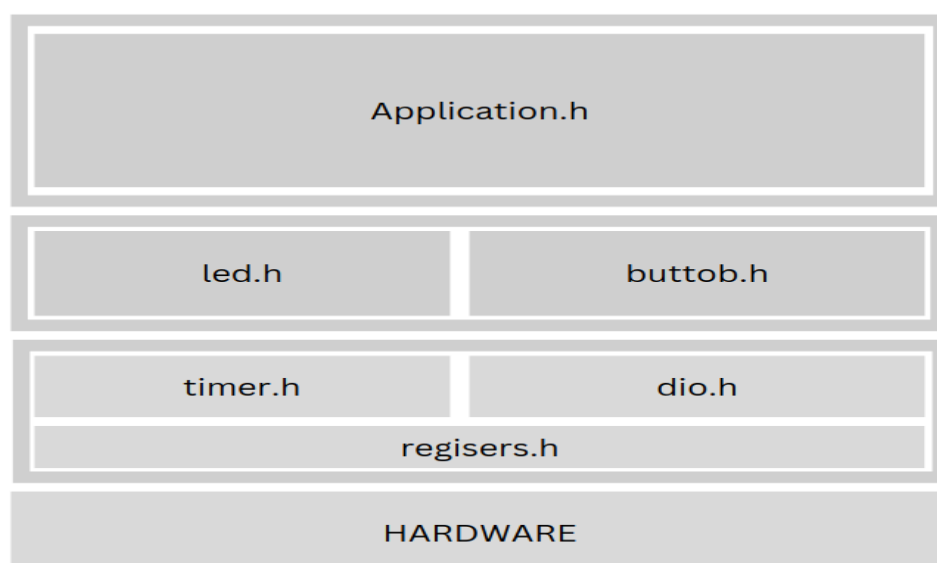 Application.h
led.h
buttob.h
timer.h
dio.h
regisers.h
HARDWARE